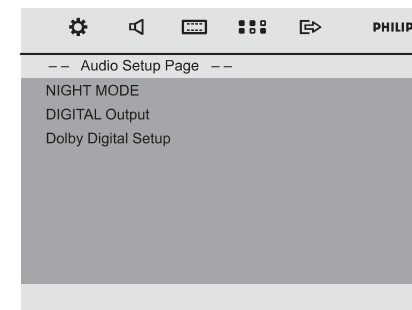 PHILIP
-- Audio Setup Page --
NIGHT MODE
DIGITAL Output
Dolby Digital Setup